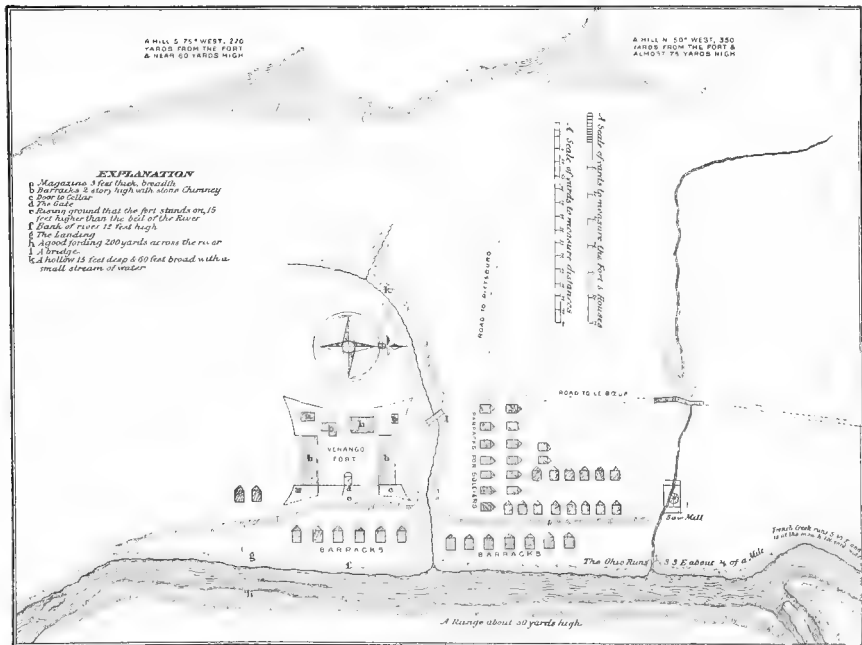 A HILL S 75° WEST, 270
YARDS FROM THE FORT
& NEAR 60 YARDS HIGH
A HILL N 50° WEST, 350
YARDS FROM THE FORT &
ALMOST 75 YARDS HIGH
A Scale of yards to measure the Fort & Houses
A Scale of yards to measure distances
EXPLANATION
a Magazine 3 feet thick, breadth
b Barracks 2 story high with stone Chimney
c Door to Cellar
d The Gate
e Rising ground that the fort stands on, 15
feet higher than the bed of the River
f Bank of river 12 feet high
g The Landing
h A good fording 200 yards across the river
i A bridge
k A hollow 15 feet deep & 60 feet broad with a
small stream of water
k
ROAD TO PITTSBURG
ROAD TO LE BŒUF
i
a
b
VENANGO
FORT
b
b
d
e
c
BARRACKS FOR SOLDIERS
Saw Mill
BARRACKS
BARRACKS
g
f
h
The Ohio Runs S S E about ¼ of a Mile
French Creek runs
A Range about 50 yards high